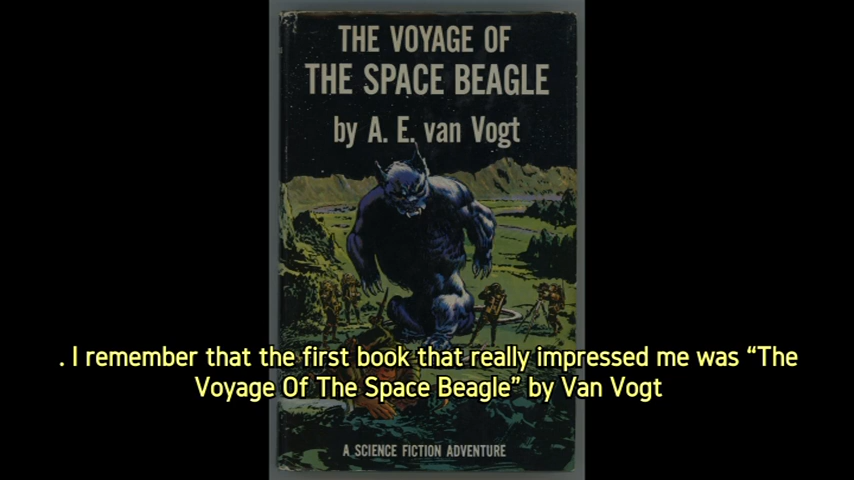 THE VOYAGE OF
THE SPACE BEAGLE
by A. E. van Vogt
. I remember that the first book that really impressed me was “The
Voyage Of The Space Beagle” by Van Vogt
A SCIENCE FICTION ADVENTURE